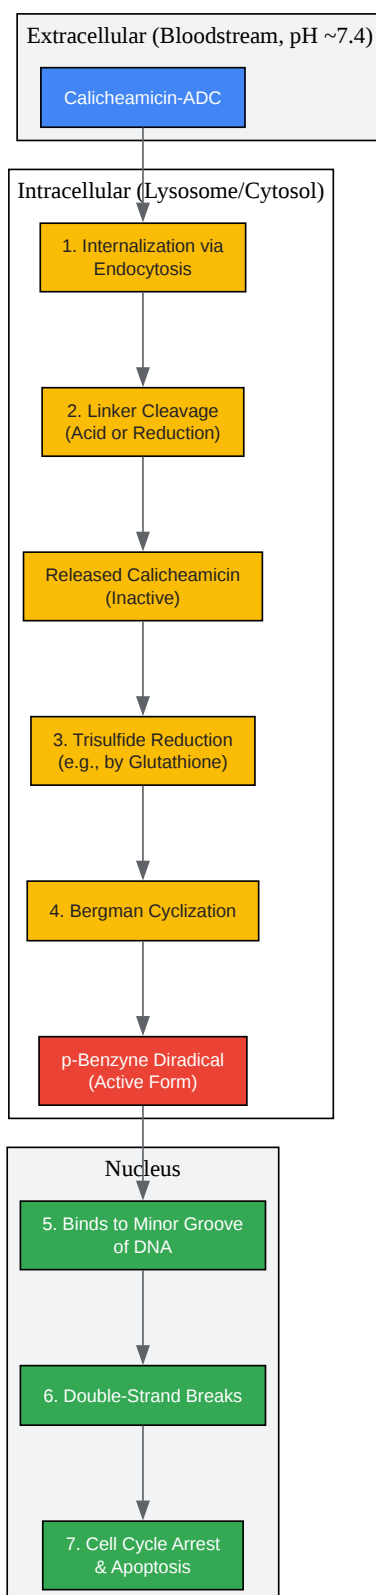 Extracellular (Bloodstream, pH ~7.4)
Calicheamicin-ADC
Intracellular (Lysosome/Cytosol)
1. Internalization via
Endocytosis
2. Linker Cleavage
(Acid or Reduction)
Released Calicheamicin
(Inactive)
3. Trisulfide Reduction
(e.g., by Glutathione)
4. Bergman Cyclization
p-Benzyne Diradical
(Active Form)
Nucleus
5. Binds to Minor Groove
of DNA
6. Double-Strand Breaks
7. Cell Cycle Arrest
& Apoptosis